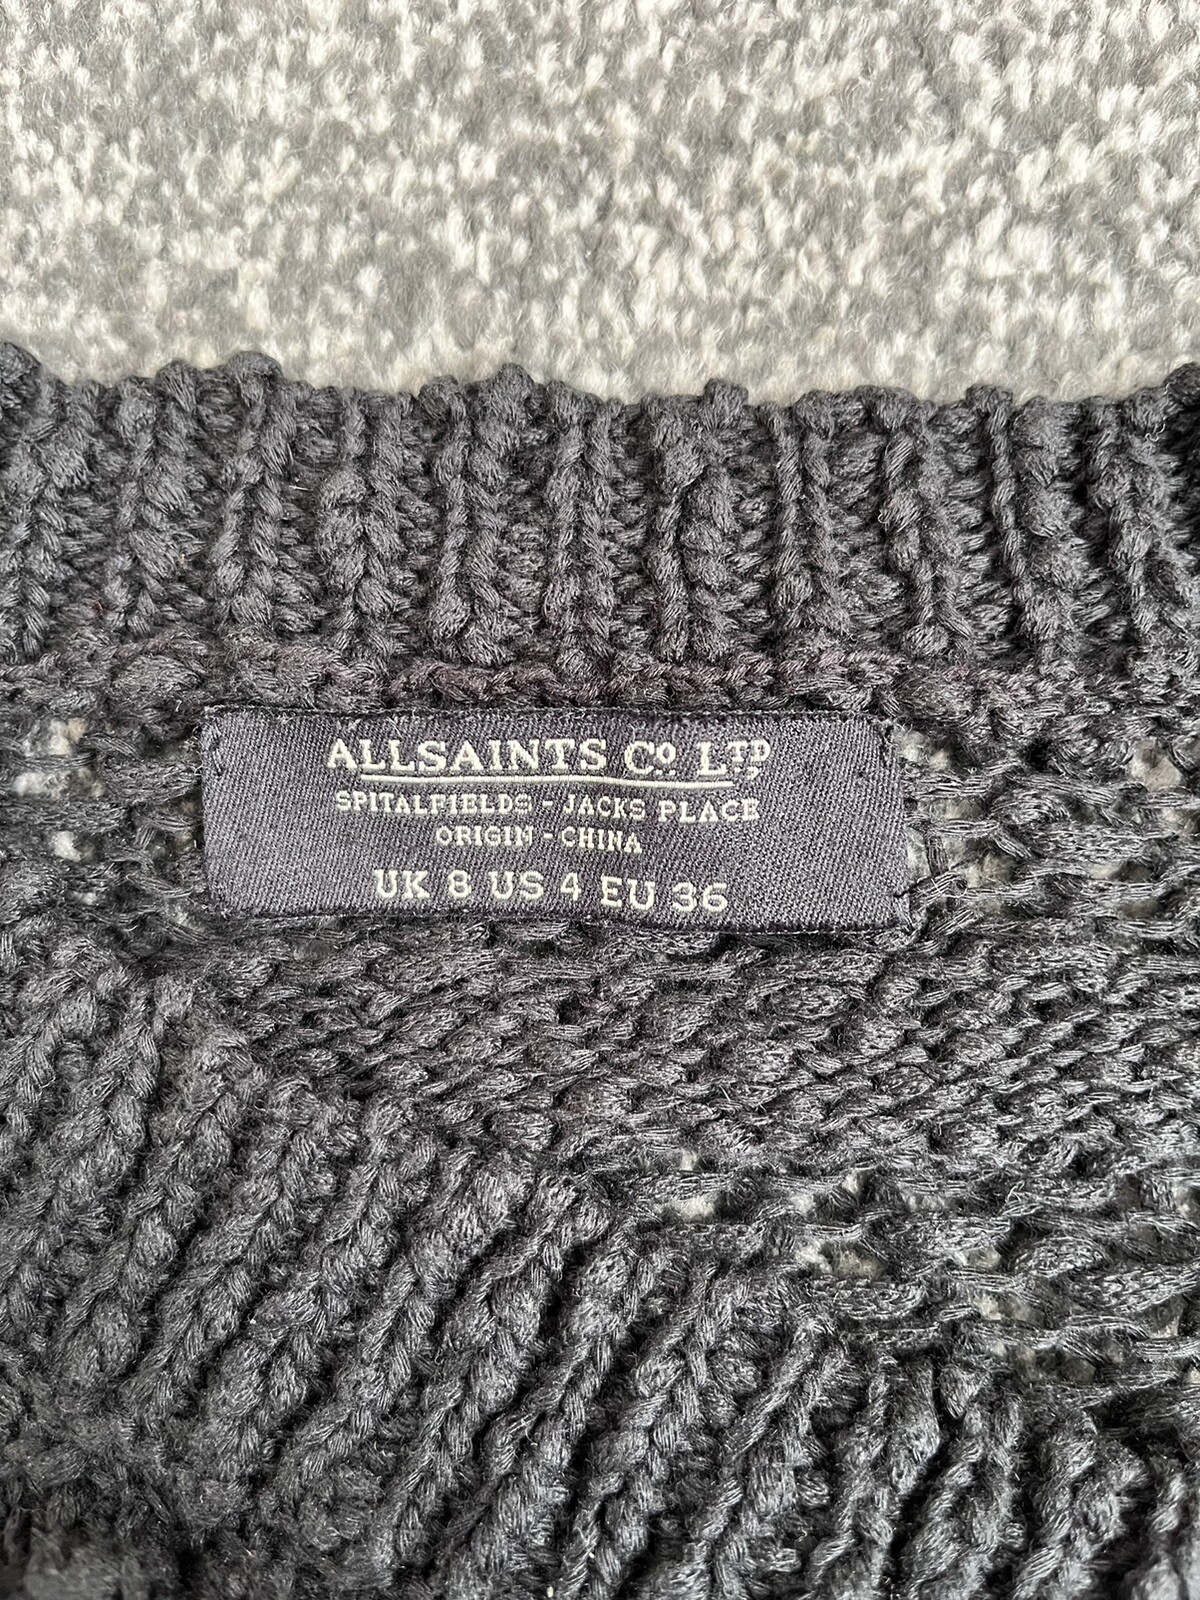 ALLSAINTS Co. LTD,
SPITALFIELDS - JACKS PLACE
ORIGIN - CHINA
UK 8 US 4 EU 36